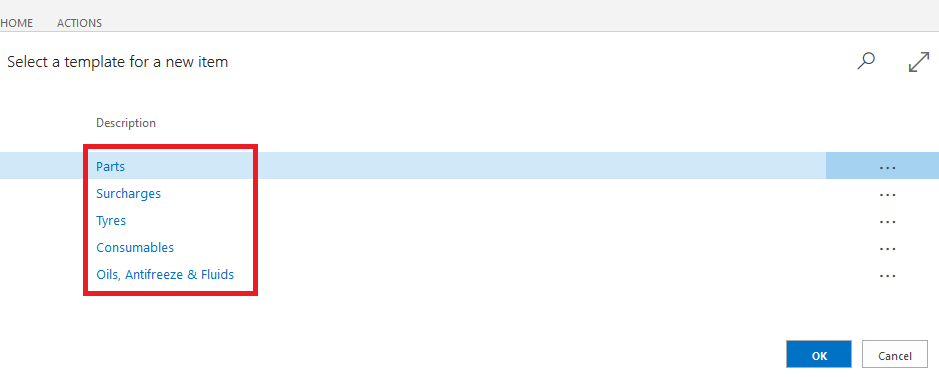 HOME ACTIONS
Select a template for a new item
Description
Parts ...
Surcharges ...
Tyres ...
Consumables ...
Oils, Antifreeze & Fluids ...
OK Cancel